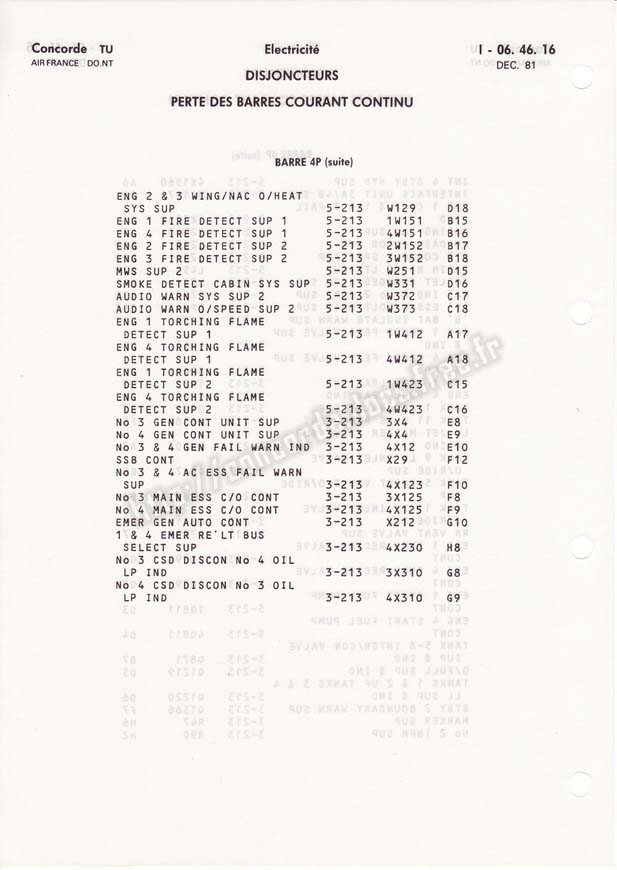 Concorde TU Electricité I - 06. 46. 16
AIR FRANCE DO.NT DEC. 81
DISJONCTEURS
PERTE DES BARRES COURANT CONTINU
BARRE 4P (suite)
ENG 2 & 3 WING/NAC O/HEAT
SYS SUP 5-213 W129 D18
ENG 1 FIRE DETECT SUP 1 5-213 1W151 B15
ENG 4 FIRE DETECT SUP 1 5-213 4W151 B16
ENG 2 FIRE DETECT SUP 2 5-213 2W152 B17
ENG 3 FIRE DETECT SUP 2 5-213 3W152 B18
MWS SUP 2 5-213 W251 D15
SMOKE DETECT CABIN SYS SUP 5-213 W331 D16
AUDIO WARN SYS SUP 2 5-213 W372 C17
AUDIO WARN O/SPEED SUP 2 5-213 W373 C18
ENG 1 TORCHING FLAME
DETECT SUP 1 5-213 1W412 A17
ENG 4 TORCHING FLAME
DETECT SUP 1 5-213 4W412 A18
ENG 1 TORCHING FLAME
DETECT SUP 2 5-213 1W423 C15
ENG 4 TORCHING FLAME
DETECT SUP 2 5-213 4W423 C16
No 3 GEN CONT UNIT SUP 3-213 3X4 E8
No 4 GEN CONT UNIT SUP 3-213 4X4 E9
No 3 & 4 GEN FAIL WARN IND 3-213 4X12 E10
SSB CONT 3-213 X29 F12
No 3 & 4 AC ESS FAIL WARN
SUP 3-213 4X123 F10
No 3 MAIN ESS C/O CONT 3-213 3X125 F8
No 4 MAIN ESS C/O CONT 3-213 4X125 F9
EMER GEN AUTO CONT 3-213 X212 G10
1 & 4 EMER RE'LT BUS
SELECT SUP 3-213 4X230 H8
No 3 CSD DISCON No 4 OIL
LP IND 3-213 3X310 G8
No 4 CSD DISCON No 3 OIL
LP IND 3-213 4X310 G9